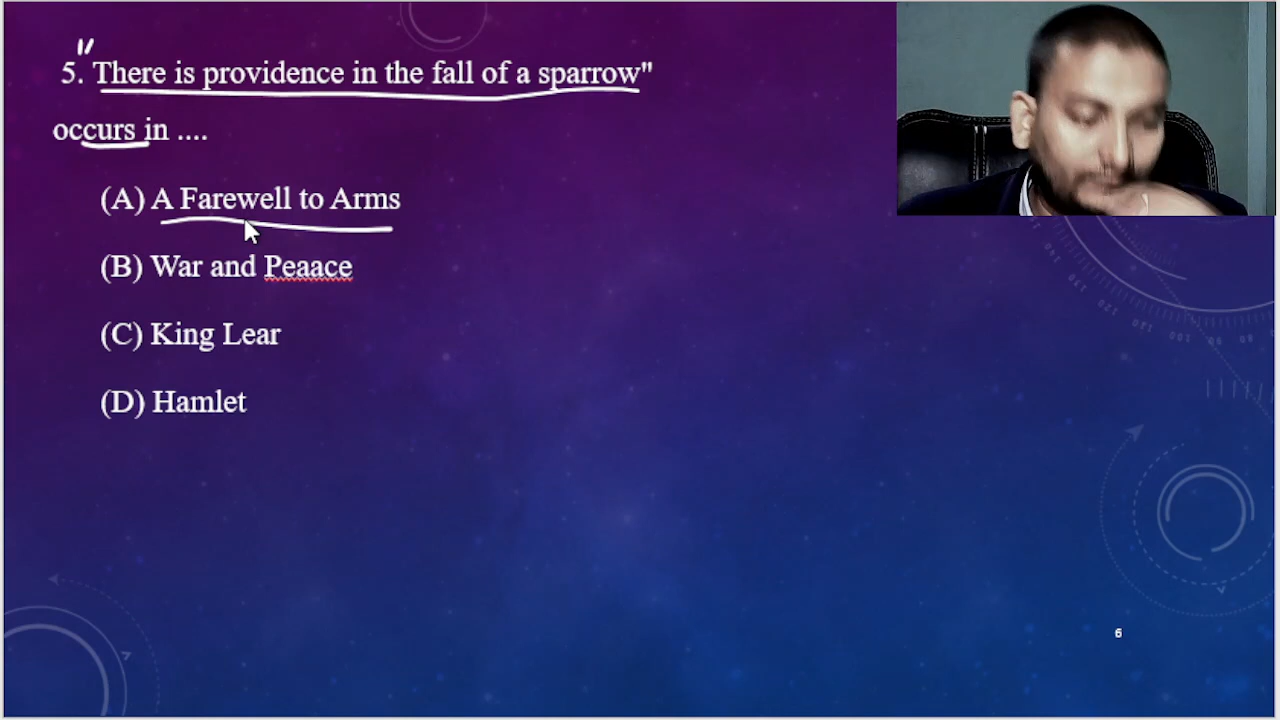 5. "There is providence in the fall of a sparrow"
occurs in ....
(A) A Farewell to Arms
(B) War and Peaace
(C) King Lear
(D) Hamlet
6